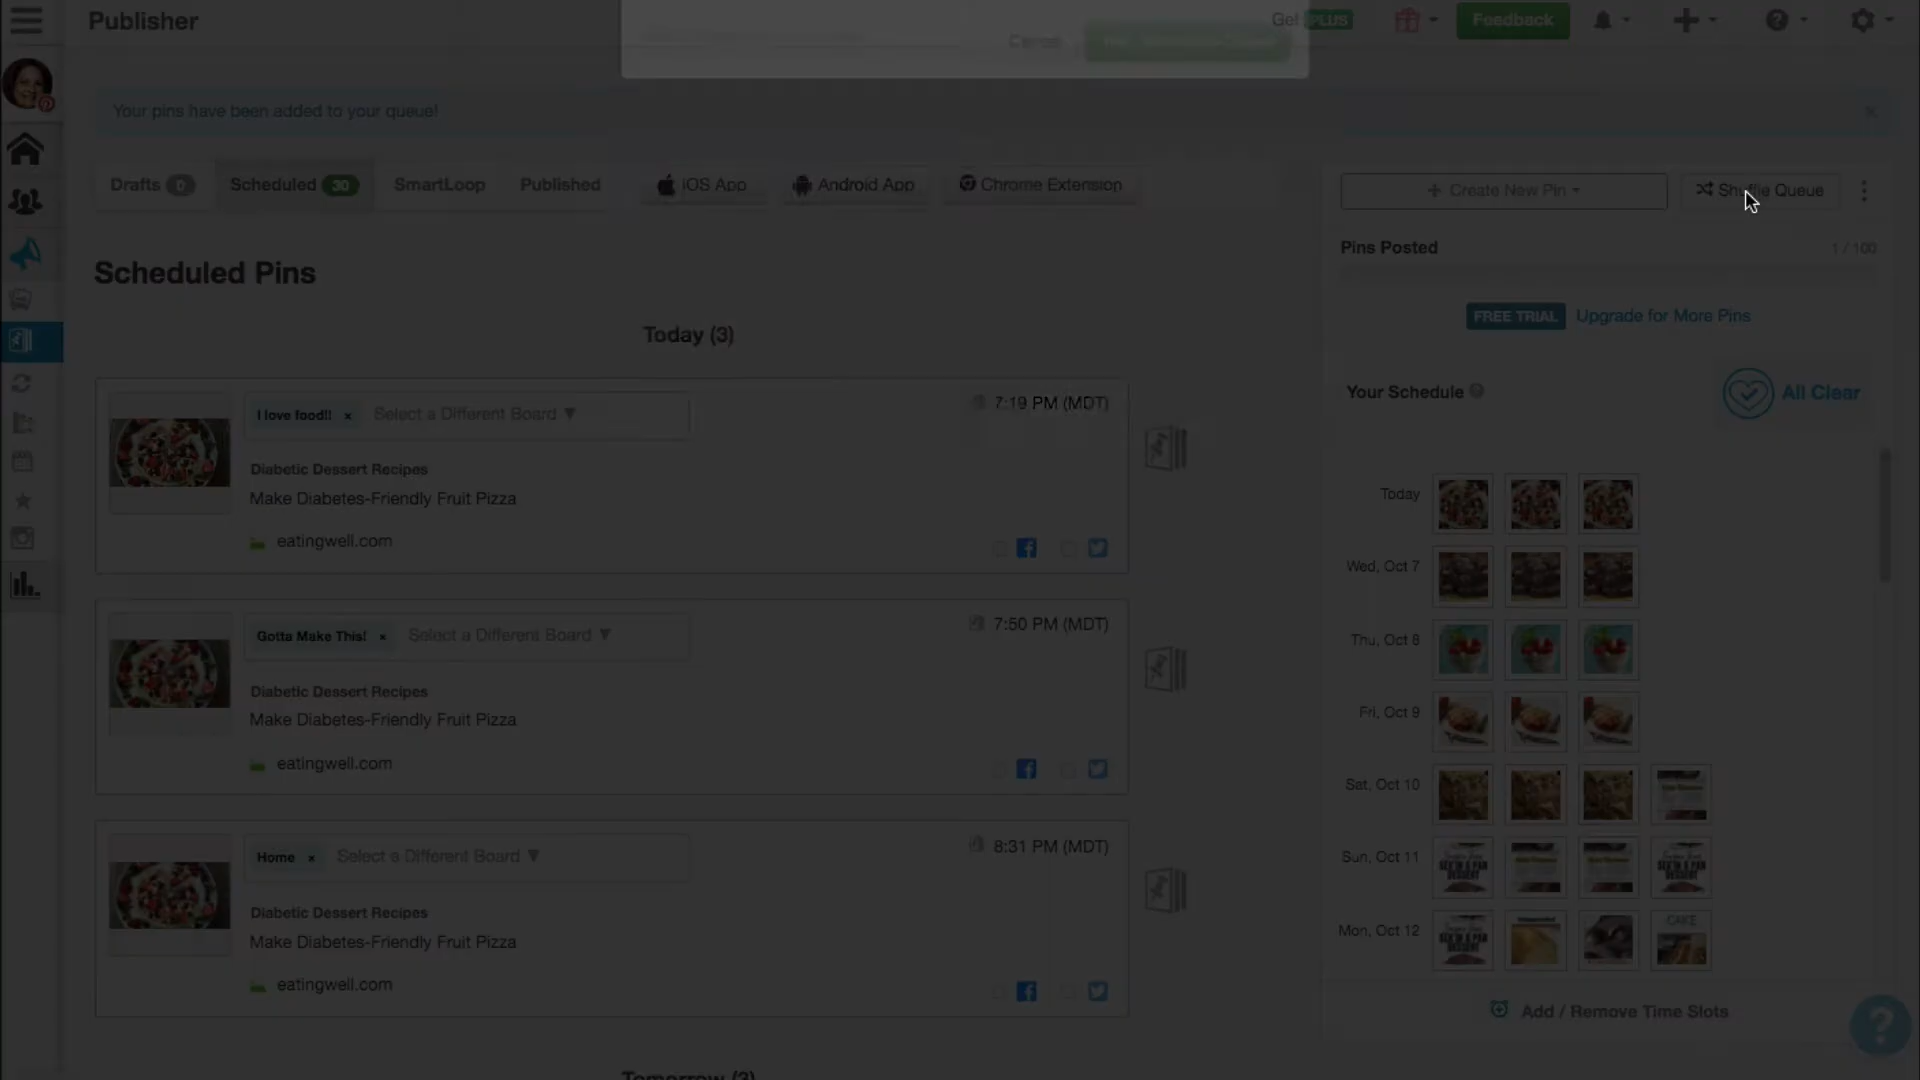 Publisher
Get PLUS
Feedback
Cancel
Your pins have been added to your queue!
Drafts 0
Scheduled 30
SmartLoop
Published
iOS App
Android App
Chrome Extension
+ Create New Pin
Shuffle Queue
Pins Posted
1 / 100
FREE TRIAL Upgrade for More Pins
Scheduled Pins
Today (3)
I love food!! × Select a Different Board ▼
7:19 PM (MDT)
Diabetic Dessert Recipes
Make Diabetes-Friendly Fruit Pizza
eatingwell.com
Gotta Make This! × Select a Different Board ▼
7:50 PM (MDT)
Diabetic Dessert Recipes
Make Diabetes-Friendly Fruit Pizza
eatingwell.com
Home × Select a Different Board ▼
8:31 PM (MDT)
Diabetic Dessert Recipes
Make Diabetes-Friendly Fruit Pizza
eatingwell.com
Tomorrow (3)
Your Schedule
All Clear
Today
Wed, Oct 7
Thu, Oct 8
Fri, Oct 9
Sat, Oct 10
Sun, Oct 11
Mon, Oct 12
CAKE
Add / Remove Time Slots